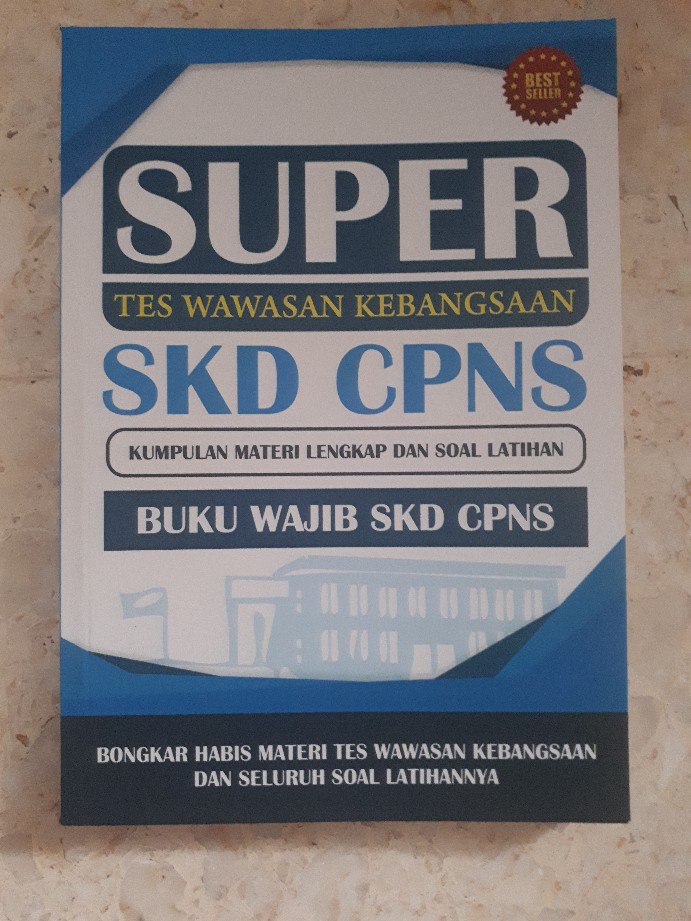 BEST
SELLER
SUPER
TES WAWASAN KEBANGSAAN
SKD CPNS
KUMPULAN MATERI LENGKAP DAN SOAL LATIHAN
BUKU WAJIB SKD CPNS
BONGKAR HABIS MATERI TES WAWASAN KEBANGSAAN
DAN SELURUH SOAL LATIHANNYA